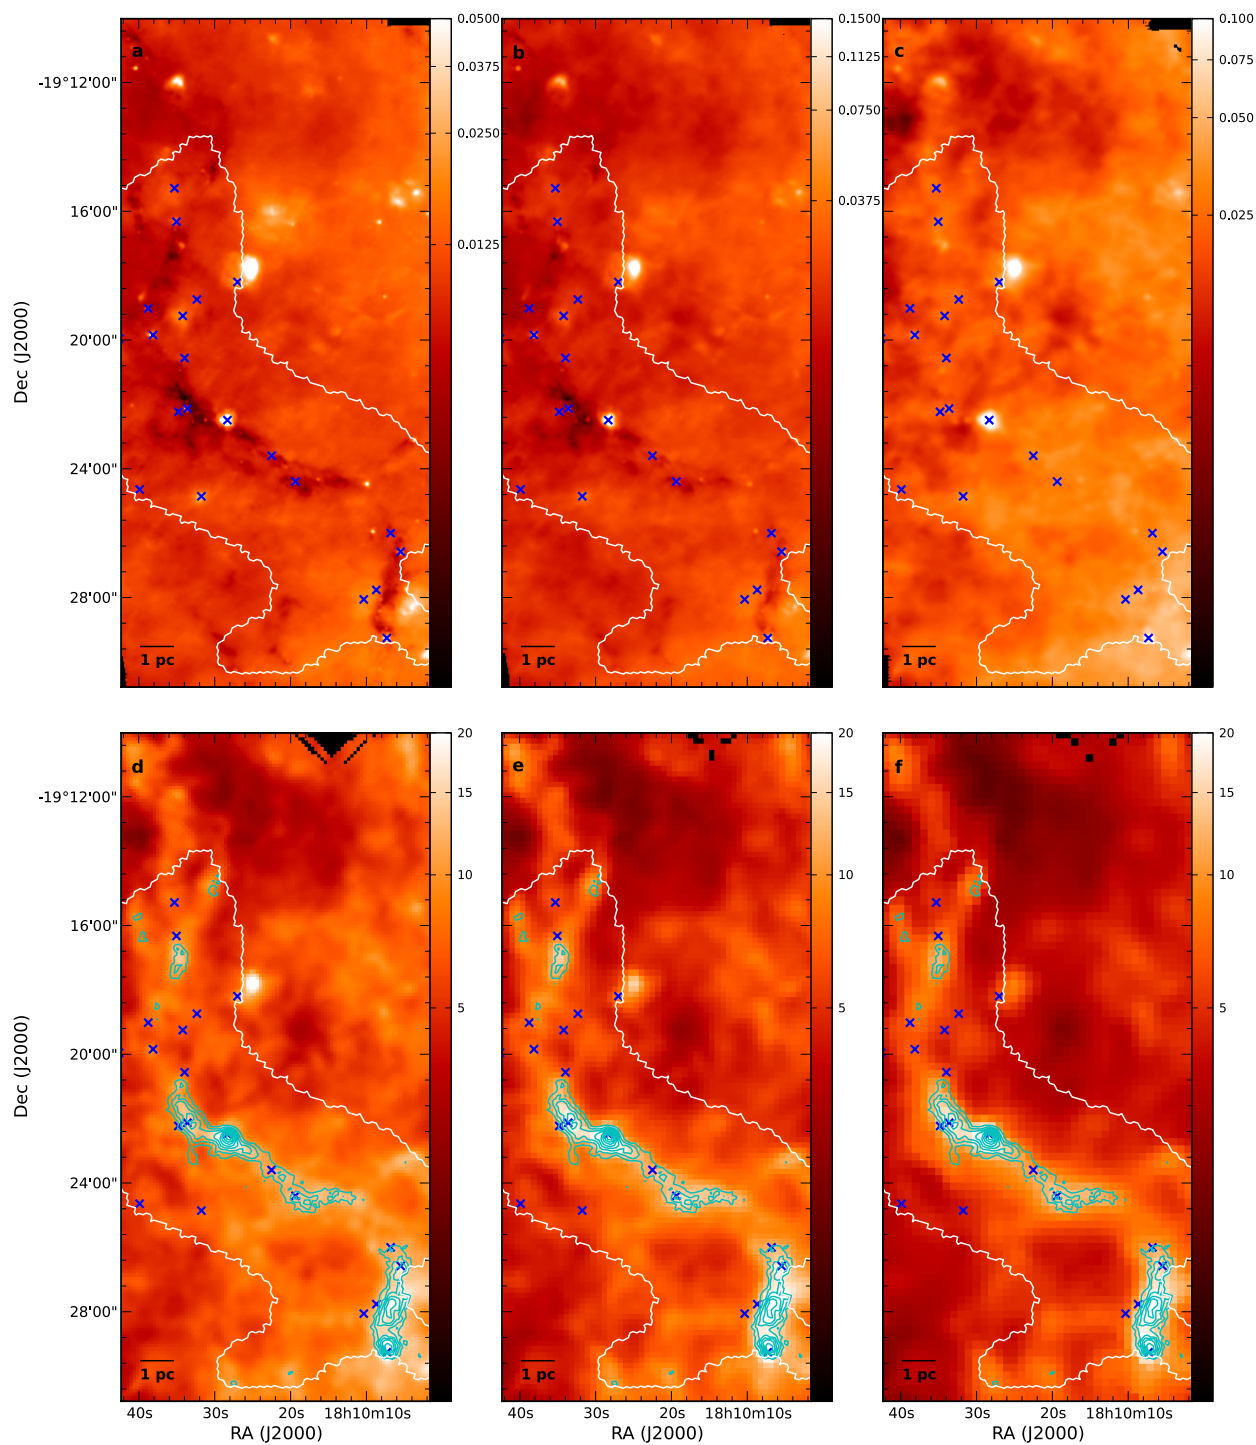 a
b
c
0.0500
0.0375
0.0250
0.0125
0.1500
0.1125
0.0750
0.0375
0.100
0.075
0.050
0.025
-19°12'00"
16'00"
20'00"
24'00"
28'00"
Dec (J2000)
1 pc
1 pc
1 pc
d
e
f
20
15
10
5
20
15
10
5
20
15
10
5
-19°12'00"
16'00"
20'00"
24'00"
28'00"
Dec (J2000)
1 pc
1 pc
1 pc
40s 30s 20s 18h10m10s
40s 30s 20s 18h10m10s
40s 30s 20s 18h10m10s
RA (J2000)
RA (J2000)
RA (J2000)